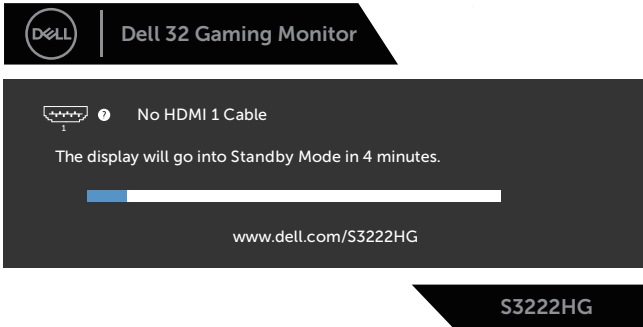 DELL
Dell 32 Gaming Monitor
? No HDMI 1 Cable
1
The display will go into Standby Mode in 4 minutes.
www.dell.com/S3222HG
S3222HG